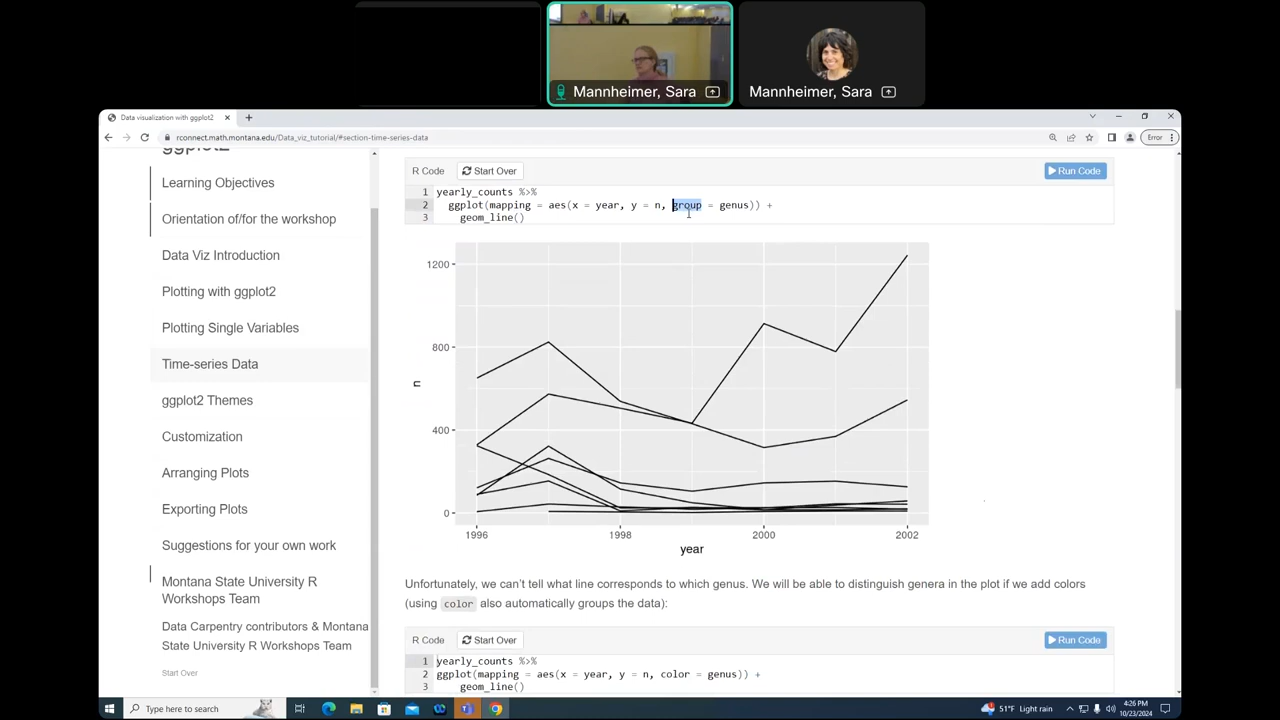 Mannheimer, Sara
Mannheimer, Sara
Data visualization with ggplot2
rconnect.math.montana.edu/Data_viz_tutorial/#section-time-series-data
Error
ggplot2
Learning Objectives
Orientation of/for the workshop
Data Viz Introduction
Plotting with ggplot2
Plotting Single Variables
Time-series Data
ggplot2 Themes
Customization
Arranging Plots
Exporting Plots
Suggestions for your own work
Montana State University R
Workshops Team
Data Carpentry contributors & Montana
State University R Workshops Team
Start Over
R Code
Start Over
Run Code
1 yearly_counts %>%
2 ggplot(mapping = aes(x = year, y = n, group = genus)) +
3 geom_line()
1200
800
400
0
n
1996
1998
2000
2002
year
Unfortunately, we can't tell what line corresponds to which genus. We will be able to distinguish genera in the plot if we add colors
(using color also automatically groups the data):
R Code
Start Over
Run Code
1 yearly_counts %>%
2 ggplot(mapping = aes(x = year, y = n, color = genus)) +
3 geom_line()
Type here to search
51°F Light rain
4:26 PM
10/23/2024